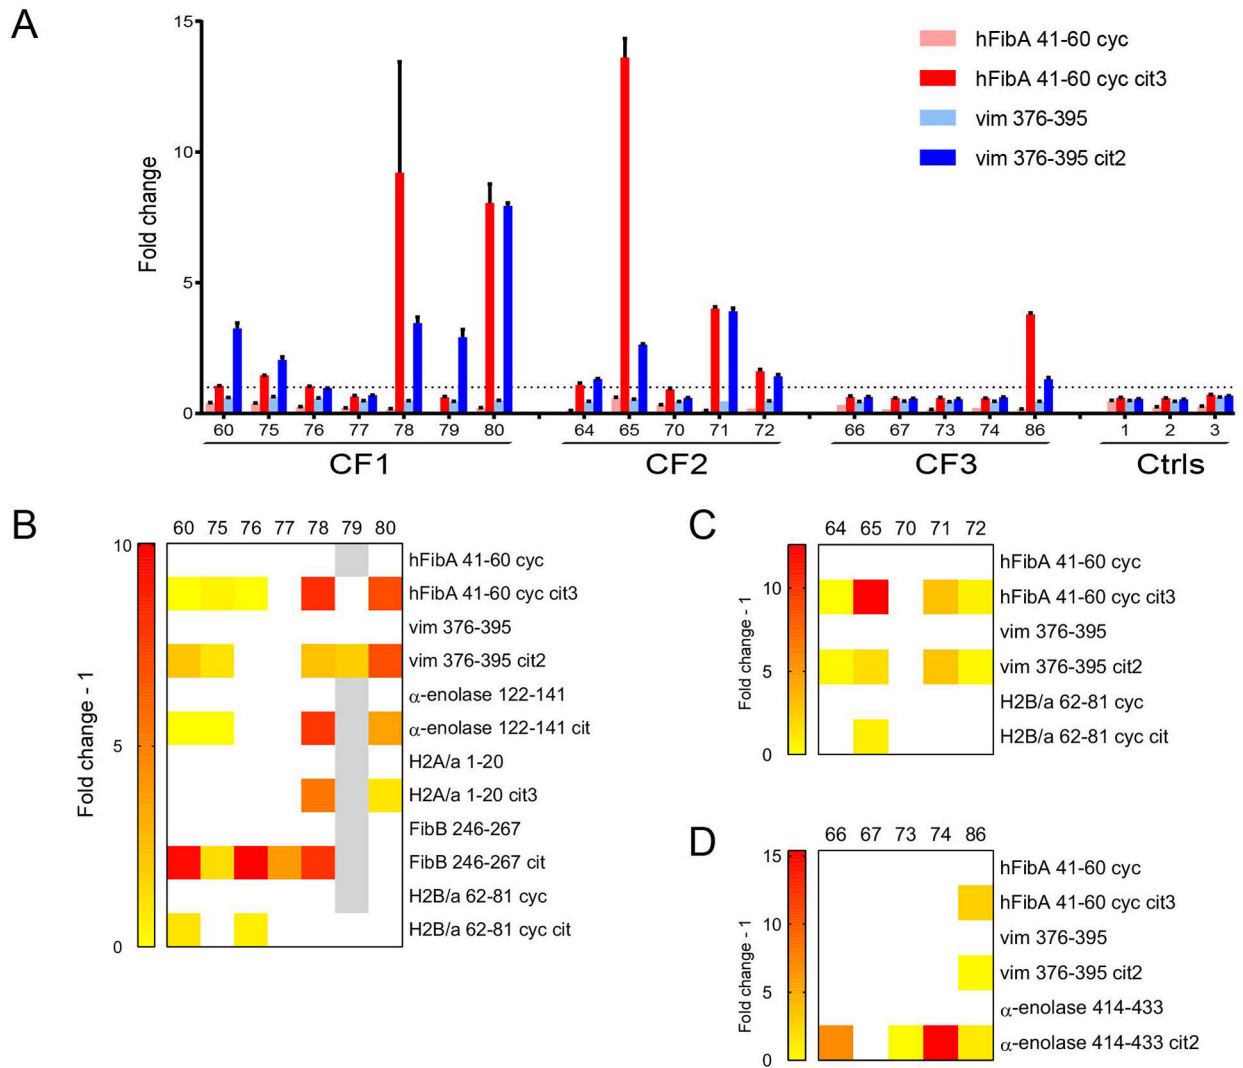 A
15
10
5
0
Fold change
hFibA 41-60 cyc
hFibA 41-60 cyc cit3
vim 376-395
vim 376-395 cit2
60 75 76 77 78 79 80 64 65 70 71 72 66 67 73 74 86 1 2 3
CF1 CF2 CF3 Ctrls
B
60 75 76 77 78 79 80
10
5
0
Fold change - 1
hFibA 41-60 cyc
hFibA 41-60 cyc cit3
vim 376-395
vim 376-395 cit2
α-enolase 122-141
α-enolase 122-141 cit
H2A/a 1-20
H2A/a 1-20 cit3
FibB 246-267
FibB 246-267 cit
H2B/a 62-81 cyc
H2B/a 62-81 cyc cit
C
64 65 70 71 72
10
5
0
Fold change - 1
hFibA 41-60 cyc
hFibA 41-60 cyc cit3
vim 376-395
vim 376-395 cit2
H2B/a 62-81 cyc
H2B/a 62-81 cyc cit
D
66 67 73 74 86
15
10
5
0
Fold change - 1
hFibA 41-60 cyc
hFibA 41-60 cyc cit3
vim 376-395
vim 376-395 cit2
α-enolase 414-433
α-enolase 414-433 cit2